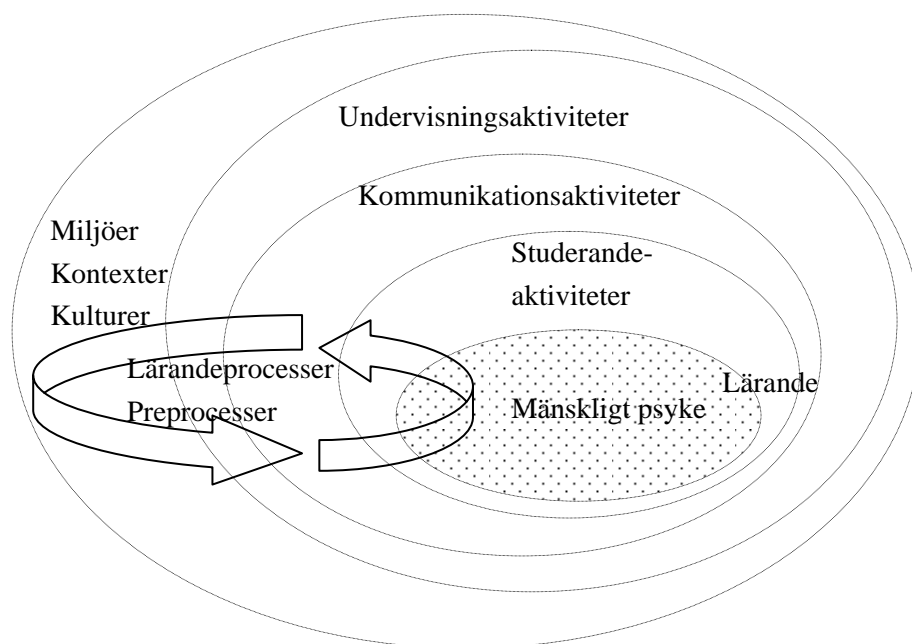 Undervisningsaktiviteter
Kommunikationsaktiviteter
Miljöer
Kontexter
Kulturer
Studerande-
aktiviteter
Lärandeprocesser
Preprocesser
Lärande
Mänskligt psyke